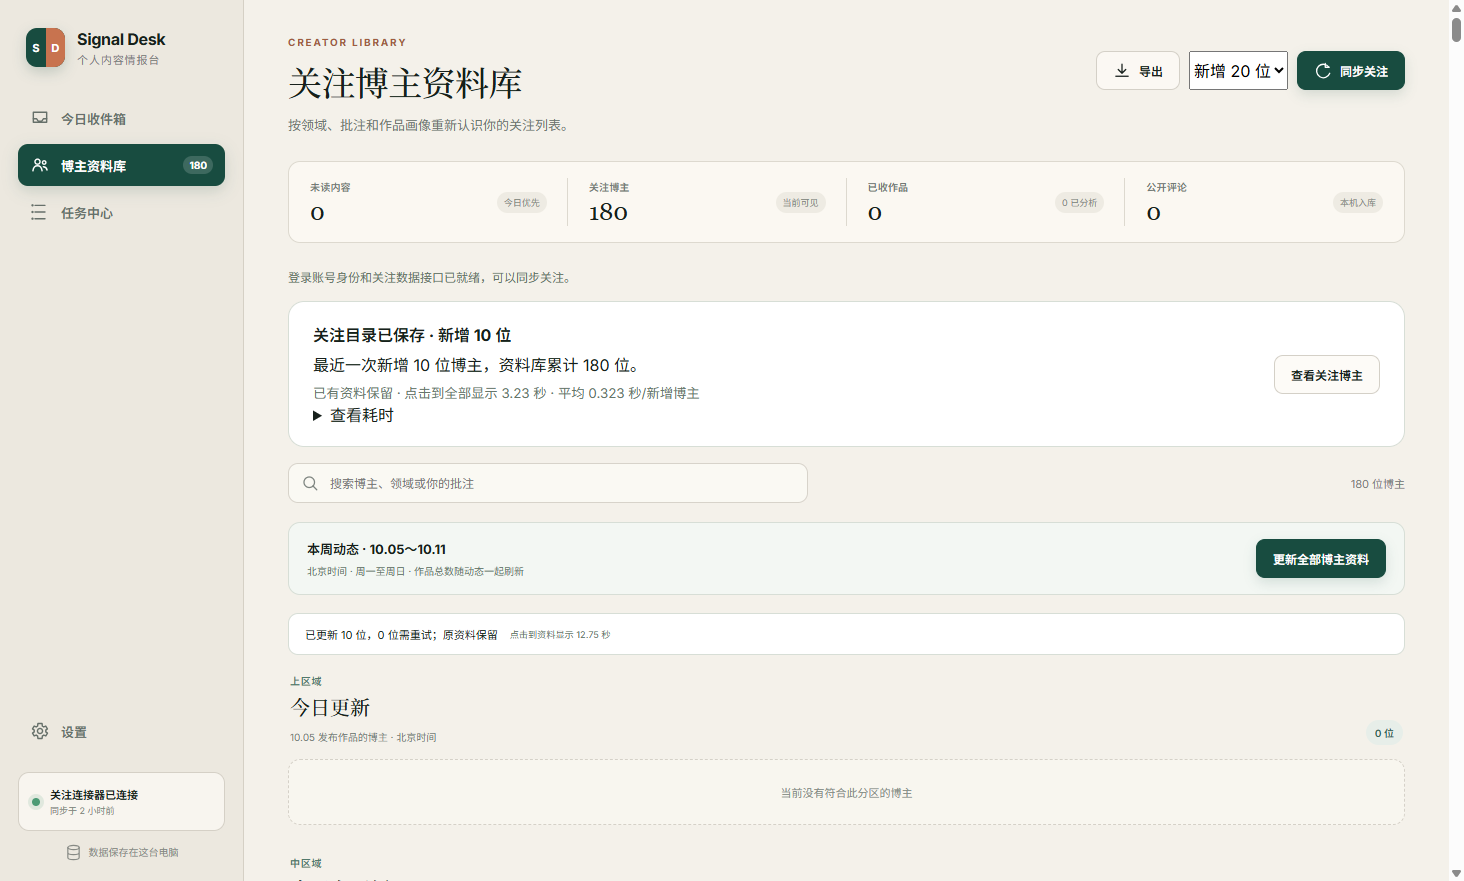 S D
Signal Desk
个人内容情报台
今日收件箱
博主资料库 180
任务中心
设置
关注连接器已连接
同步于 2 小时前
数据保存在这台电脑
CREATOR LIBRARY
关注博主资料库
按领域、批注和作品画像重新认识你的关注列表。
导出
新增 20 位
同步关注
未读内容
0
今日优先
关注博主
180
当前可见
已收作品
0
0 已分析
公开评论
0
本机入库
登录账号身份和关注数据接口已就绪，可以同步关注。
关注目录已保存 · 新增 10 位
最近一次新增 10 位博主，资料库累计 180 位。
已有资料保留 · 点击到全部显示 3.23 秒 · 平均 0.323 秒/新增博主
▶ 查看耗时
查看关注博主
搜索博主、领域或你的批注
180 位博主
本周动态 · 10.05～10.11
北京时间 · 周一至周日 · 作品总数随动态一起刷新
更新全部博主资料
已更新 10 位，0 位需重试；原资料保留 点击到资料显示 12.75 秒
上区域
今日更新
10.05 发布作品的博主 · 北京时间
0 位
当前没有符合此分区的博主
中区域